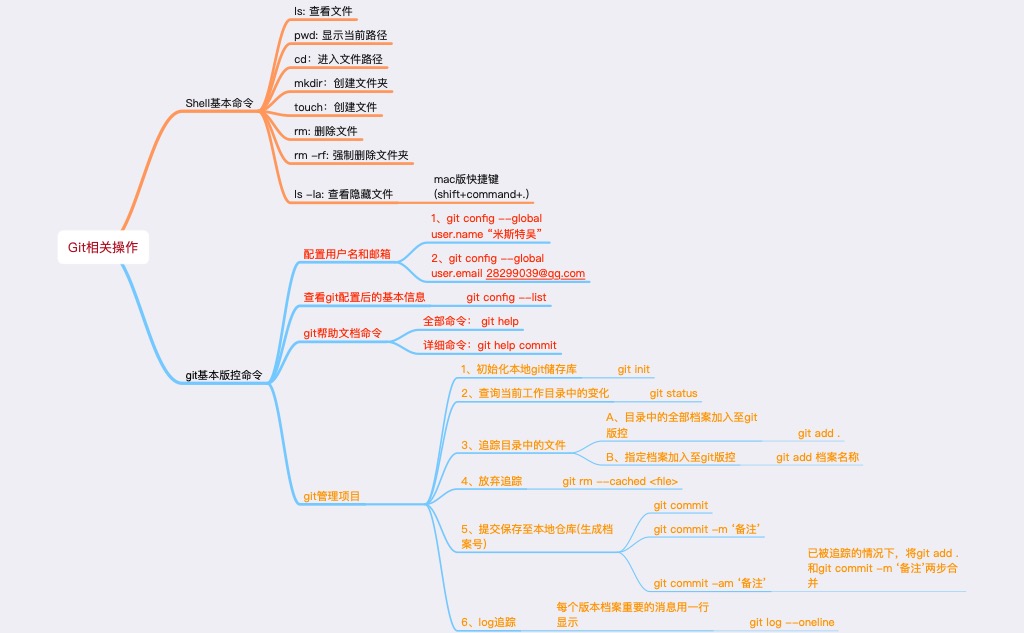 Git相关操作
Shell基本命令
ls: 查看文件
pwd: 显示当前路径
cd：进入文件路径
mkdir：创建文件夹
touch：创建文件
rm: 删除文件
rm -rf: 强制删除文件夹
ls -la: 查看隐藏文件
mac版快捷键
(shift+command+.)
git基本版控命令
配置用户名和邮箱
1、git config --global
user.name “米斯特吴”
2、git config --global
user.email 28299039@qq.com
查看git配置后的基本信息
git config --list
git帮助文档命令
全部命令： git help
详细命令：git help commit
git管理项目
1、初始化本地git储存库
git init
2、查询当前工作目录中的变化
git status
3、追踪目录中的文件
A、目录中的全部档案加入至git
版控
git add .
B、指定档案加入至git版控
git add 档案名称
4、放弃追踪
git rm --cached <file>
5、提交保存至本地仓库(生成档
案号)
git commit
git commit -m ‘备注’
git commit -am ‘备注’
已被追踪的情况下，将git add .
和git commit -m ‘备注’两步合
并
6、log追踪
每个版本档案重要的消息用一行
显示
git log --oneline